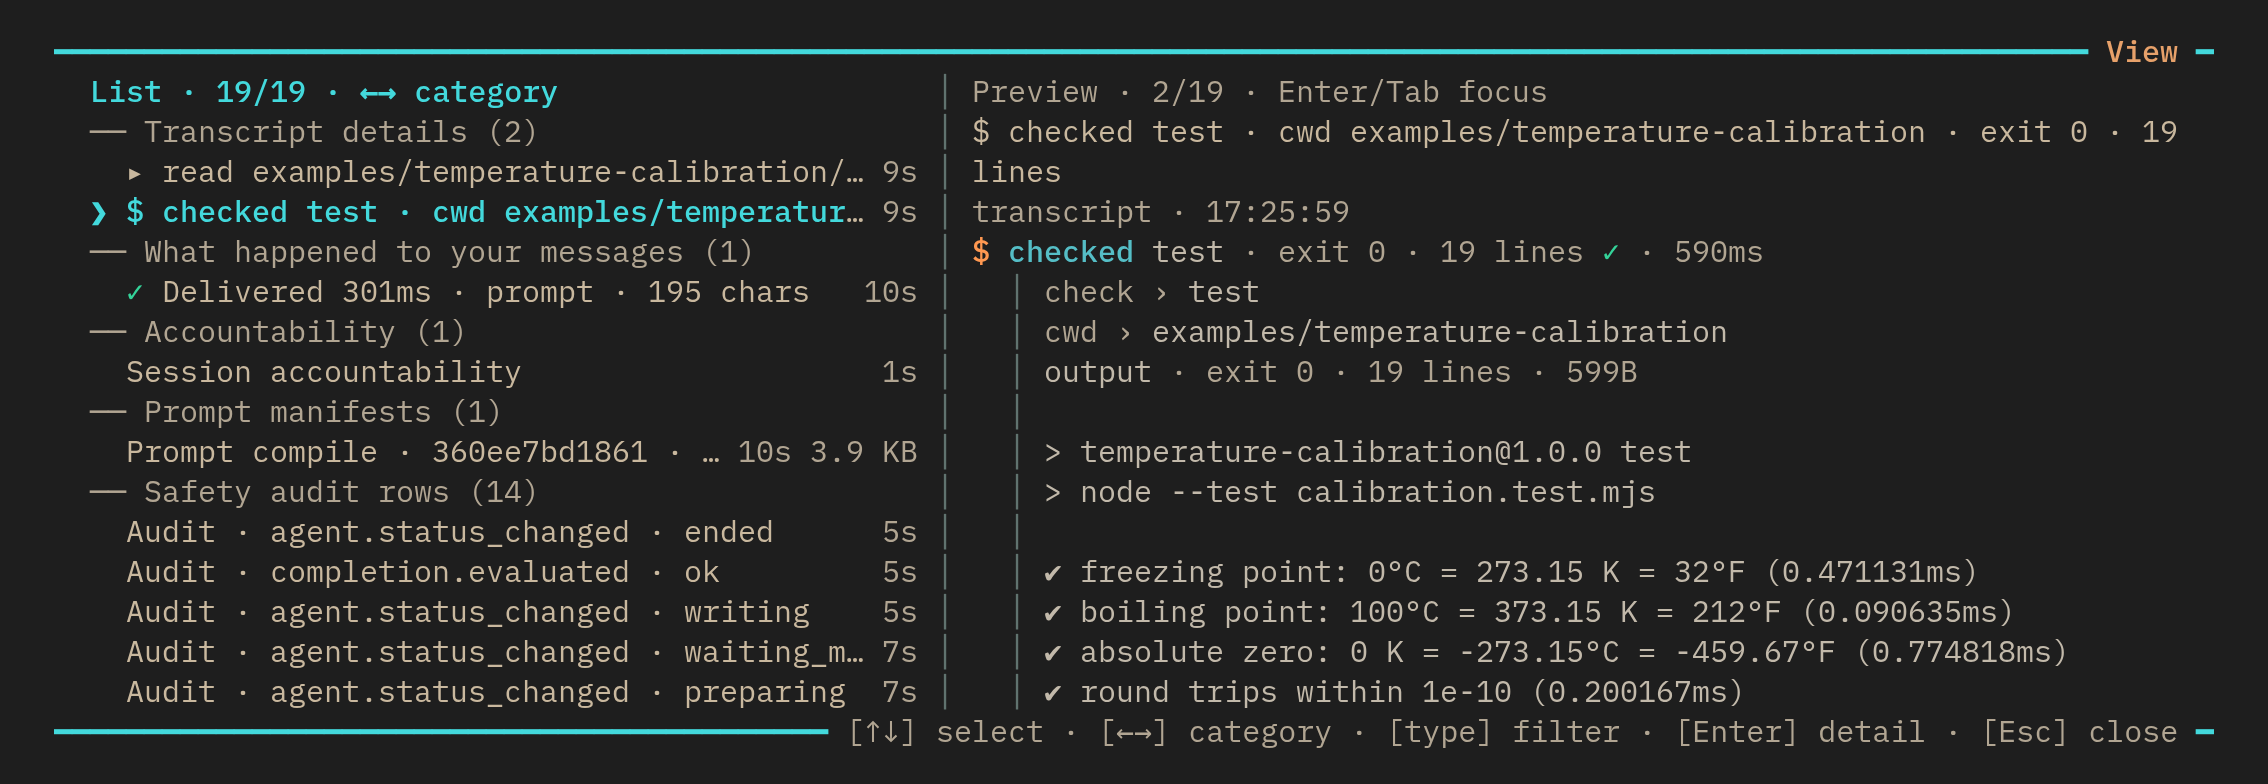 View
List · 19/19 · ←→ category
── Transcript details (2)
▸ read examples/temperature-calibration/… 9s
❯ $ checked test · cwd examples/temperatur… 9s
── What happened to your messages (1)
✓ Delivered 301ms · prompt · 195 chars 10s
── Accountability (1)
Session accountability 1s
── Prompt manifests (1)
Prompt compile · 360ee7bd1861 · … 10s 3.9 KB
── Safety audit rows (14)
Audit · agent.status_changed · ended 5s
Audit · completion.evaluated · ok 5s
Audit · agent.status_changed · writing 5s
Audit · agent.status_changed · waiting_m… 7s
Audit · agent.status_changed · preparing 7s
Preview · 2/19 · Enter/Tab focus
$ checked test · cwd examples/temperature-calibration · exit 0 · 19
lines
transcript · 17:25:59
$ checked test · exit 0 · 19 lines ✓ · 590ms
check › test
cwd › examples/temperature-calibration
output · exit 0 · 19 lines · 599B
> temperature-calibration@1.0.0 test
> node --test calibration.test.mjs
✔ freezing point: 0°C = 273.15 K = 32°F (0.471131ms)
✔ boiling point: 100°C = 373.15 K = 212°F (0.090635ms)
✔ absolute zero: 0 K = -273.15°C = -459.67°F (0.774818ms)
✔ round trips within 1e-10 (0.200167ms)
[↑↓] select · [←→] category · [type] filter · [Enter] detail · [Esc] close